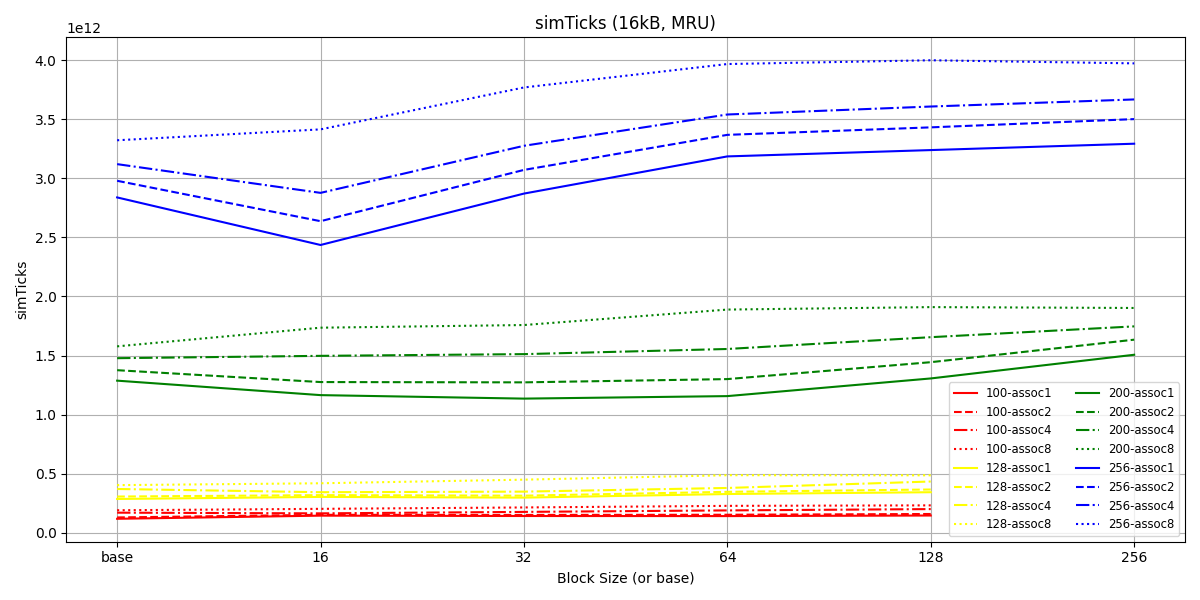 simTicks (16kB, MRU)
1e12
4.0
3.5
3.0
2.5
2.0
1.5
1.0
0.5
0.0
simTicks
base 16 32 64 128 256
Block Size (or base)
100-assoc1 200-assoc1
100-assoc2 200-assoc2
100-assoc4 200-assoc4
100-assoc8 200-assoc8
128-assoc1 256-assoc1
128-assoc2 256-assoc2
128-assoc4 256-assoc4
128-assoc8 256-assoc8